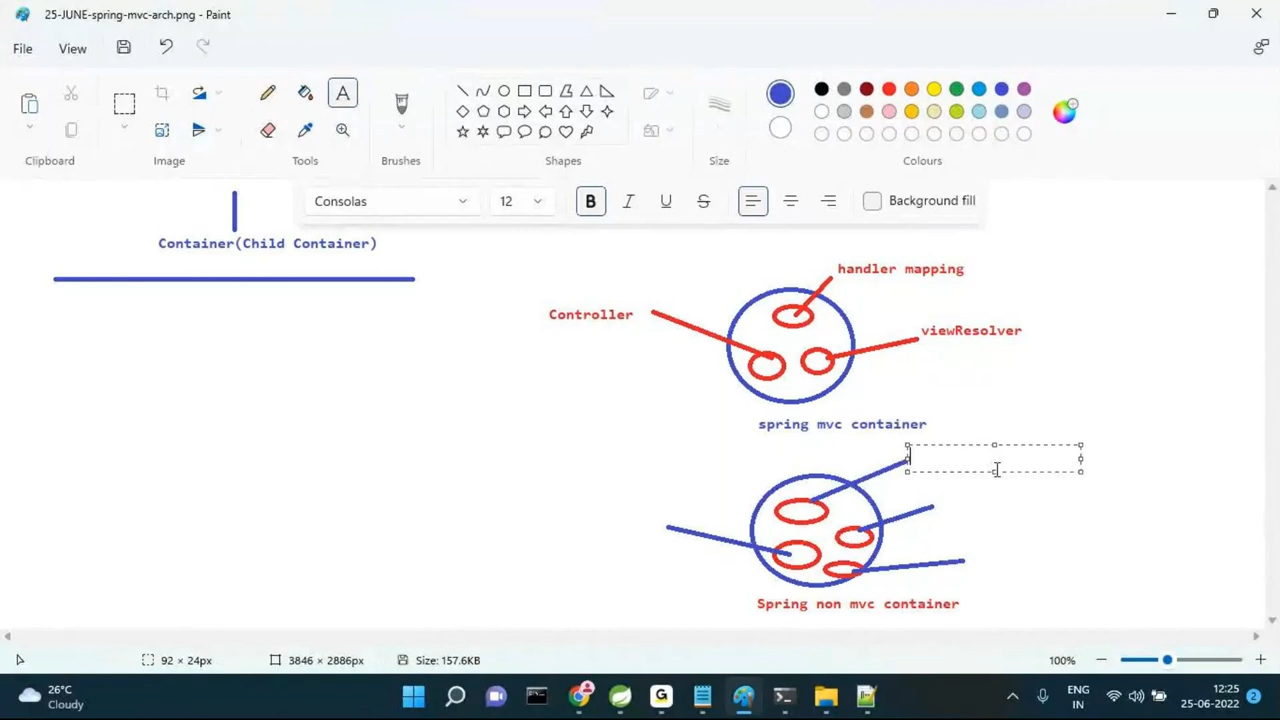 25-JUNE-spring-mvc-arch.png - Paint
File
View
Clipboard
Image
Tools
Brushes
Shapes
Size
Colours
Consolas
12
B
I
U
S
Background fill
Container(Child Container)
handler mapping
Controller
viewResolver
spring mvc container
Spring non mvc container
92 × 24px
3846 × 2886px
Size: 157.6KB
100%
26°C
Cloudy
ENG
IN
12:25
25-06-2022
2